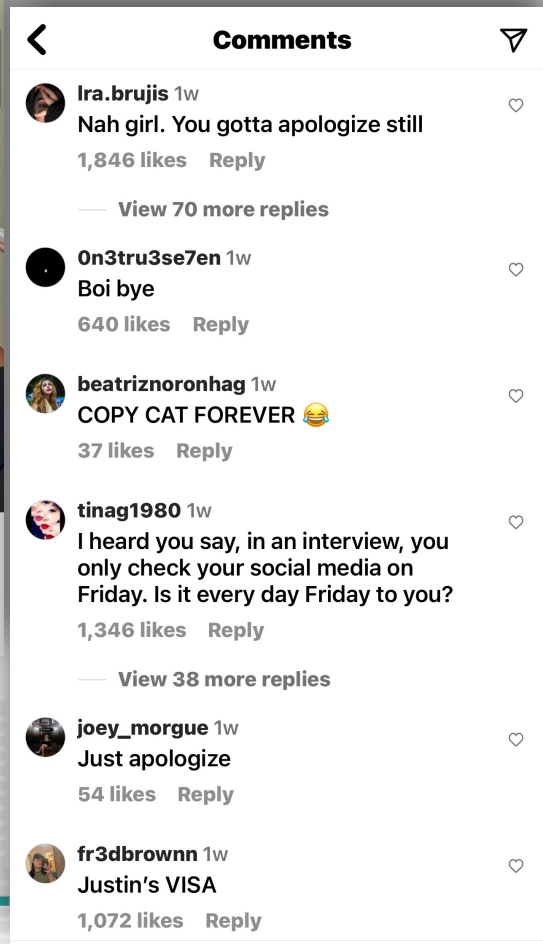 Comments
lra.brujis 1w
Nah girl. You gotta apologize still
1,846 likes Reply
View 70 more replies
0n3tru3se7en 1w
Boi bye
640 likes Reply
beatriznoronhag 1w
COPY CAT FOREVER 😂
37 likes Reply
tinag1980 1w
I heard you say, in an interview, you
only check your social media on
Friday. Is it every day Friday to you?
1,346 likes Reply
View 38 more replies
joey_morgue 1w
Just apologize
54 likes Reply
fr3dbrownn 1w
Justin’s VISA
1,072 likes Reply